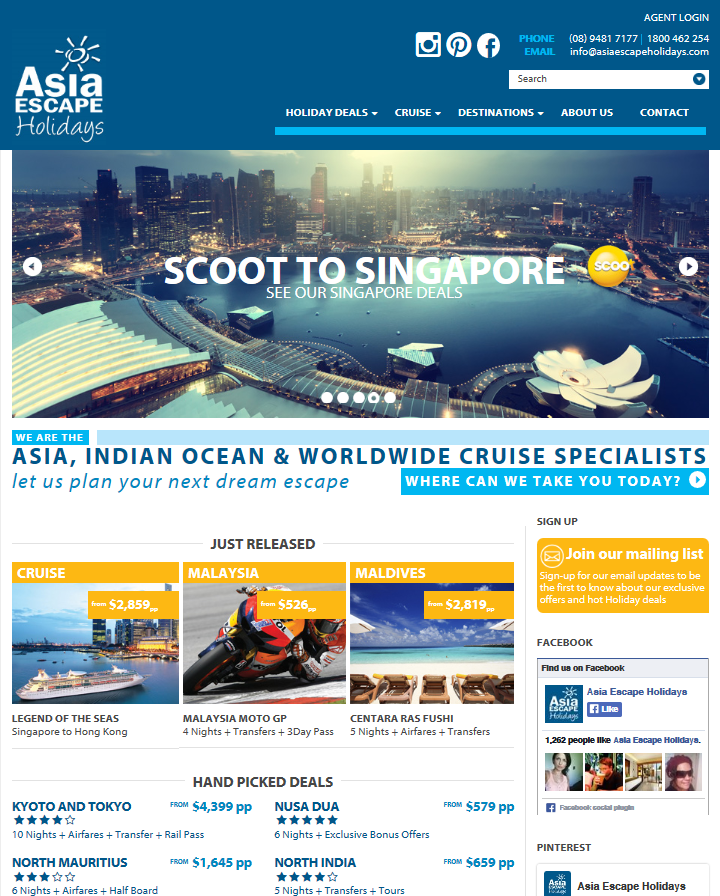 AGENT LOGIN
PHONE (08) 9481 7177 | 1800 462 254
EMAIL info@asiaescapeholidays.com
Asia
ESCAPE
Holidays
Search
HOLIDAY DEALS CRUISE DESTINATIONS ABOUT US CONTACT
SCOOT TO SINGAPORE
scoot
SEE OUR SINGAPORE DEALS
WE ARE THE
ASIA, INDIAN OCEAN & WORLDWIDE CRUISE SPECIALISTS
let us plan your next dream escape
WHERE CAN WE TAKE YOU TODAY?
JUST RELEASED
CRUISE
from $2,859pp
LEGEND OF THE SEAS
Singapore to Hong Kong
MALAYSIA
from $526pp
MALAYSIA MOTO GP
4 Nights + Transfers + 3Day Pass
MALDIVES
from $2,819pp
CENTARA RAS FUSHI
5 Nights + Airfares + Transfers
HAND PICKED DEALS
KYOTO AND TOKYO FROM $4,399 pp
10 Nights + Airfares + Transfer + Rail Pass
NUSA DUA FROM $579 pp
6 Nights + Exclusive Bonus Offers
NORTH MAURITIUS FROM $1,645 pp
6 Nights + Airfares + Half Board
NORTH INDIA FROM $659 pp
5 Nights + Transfers + Tours
SIGN UP
Join our mailing list
Sign-up for our email updates to be
the first to know about our exclusive
offers and hot Holiday deals
FACEBOOK
Find us on Facebook
Asia
ESCAPE
Holidays
Asia Escape Holidays
Like
1,262 people like Asia Escape Holidays.
Facebook social plugin
PINTEREST
Asia
ESCAPE
Asia Escape Holidays